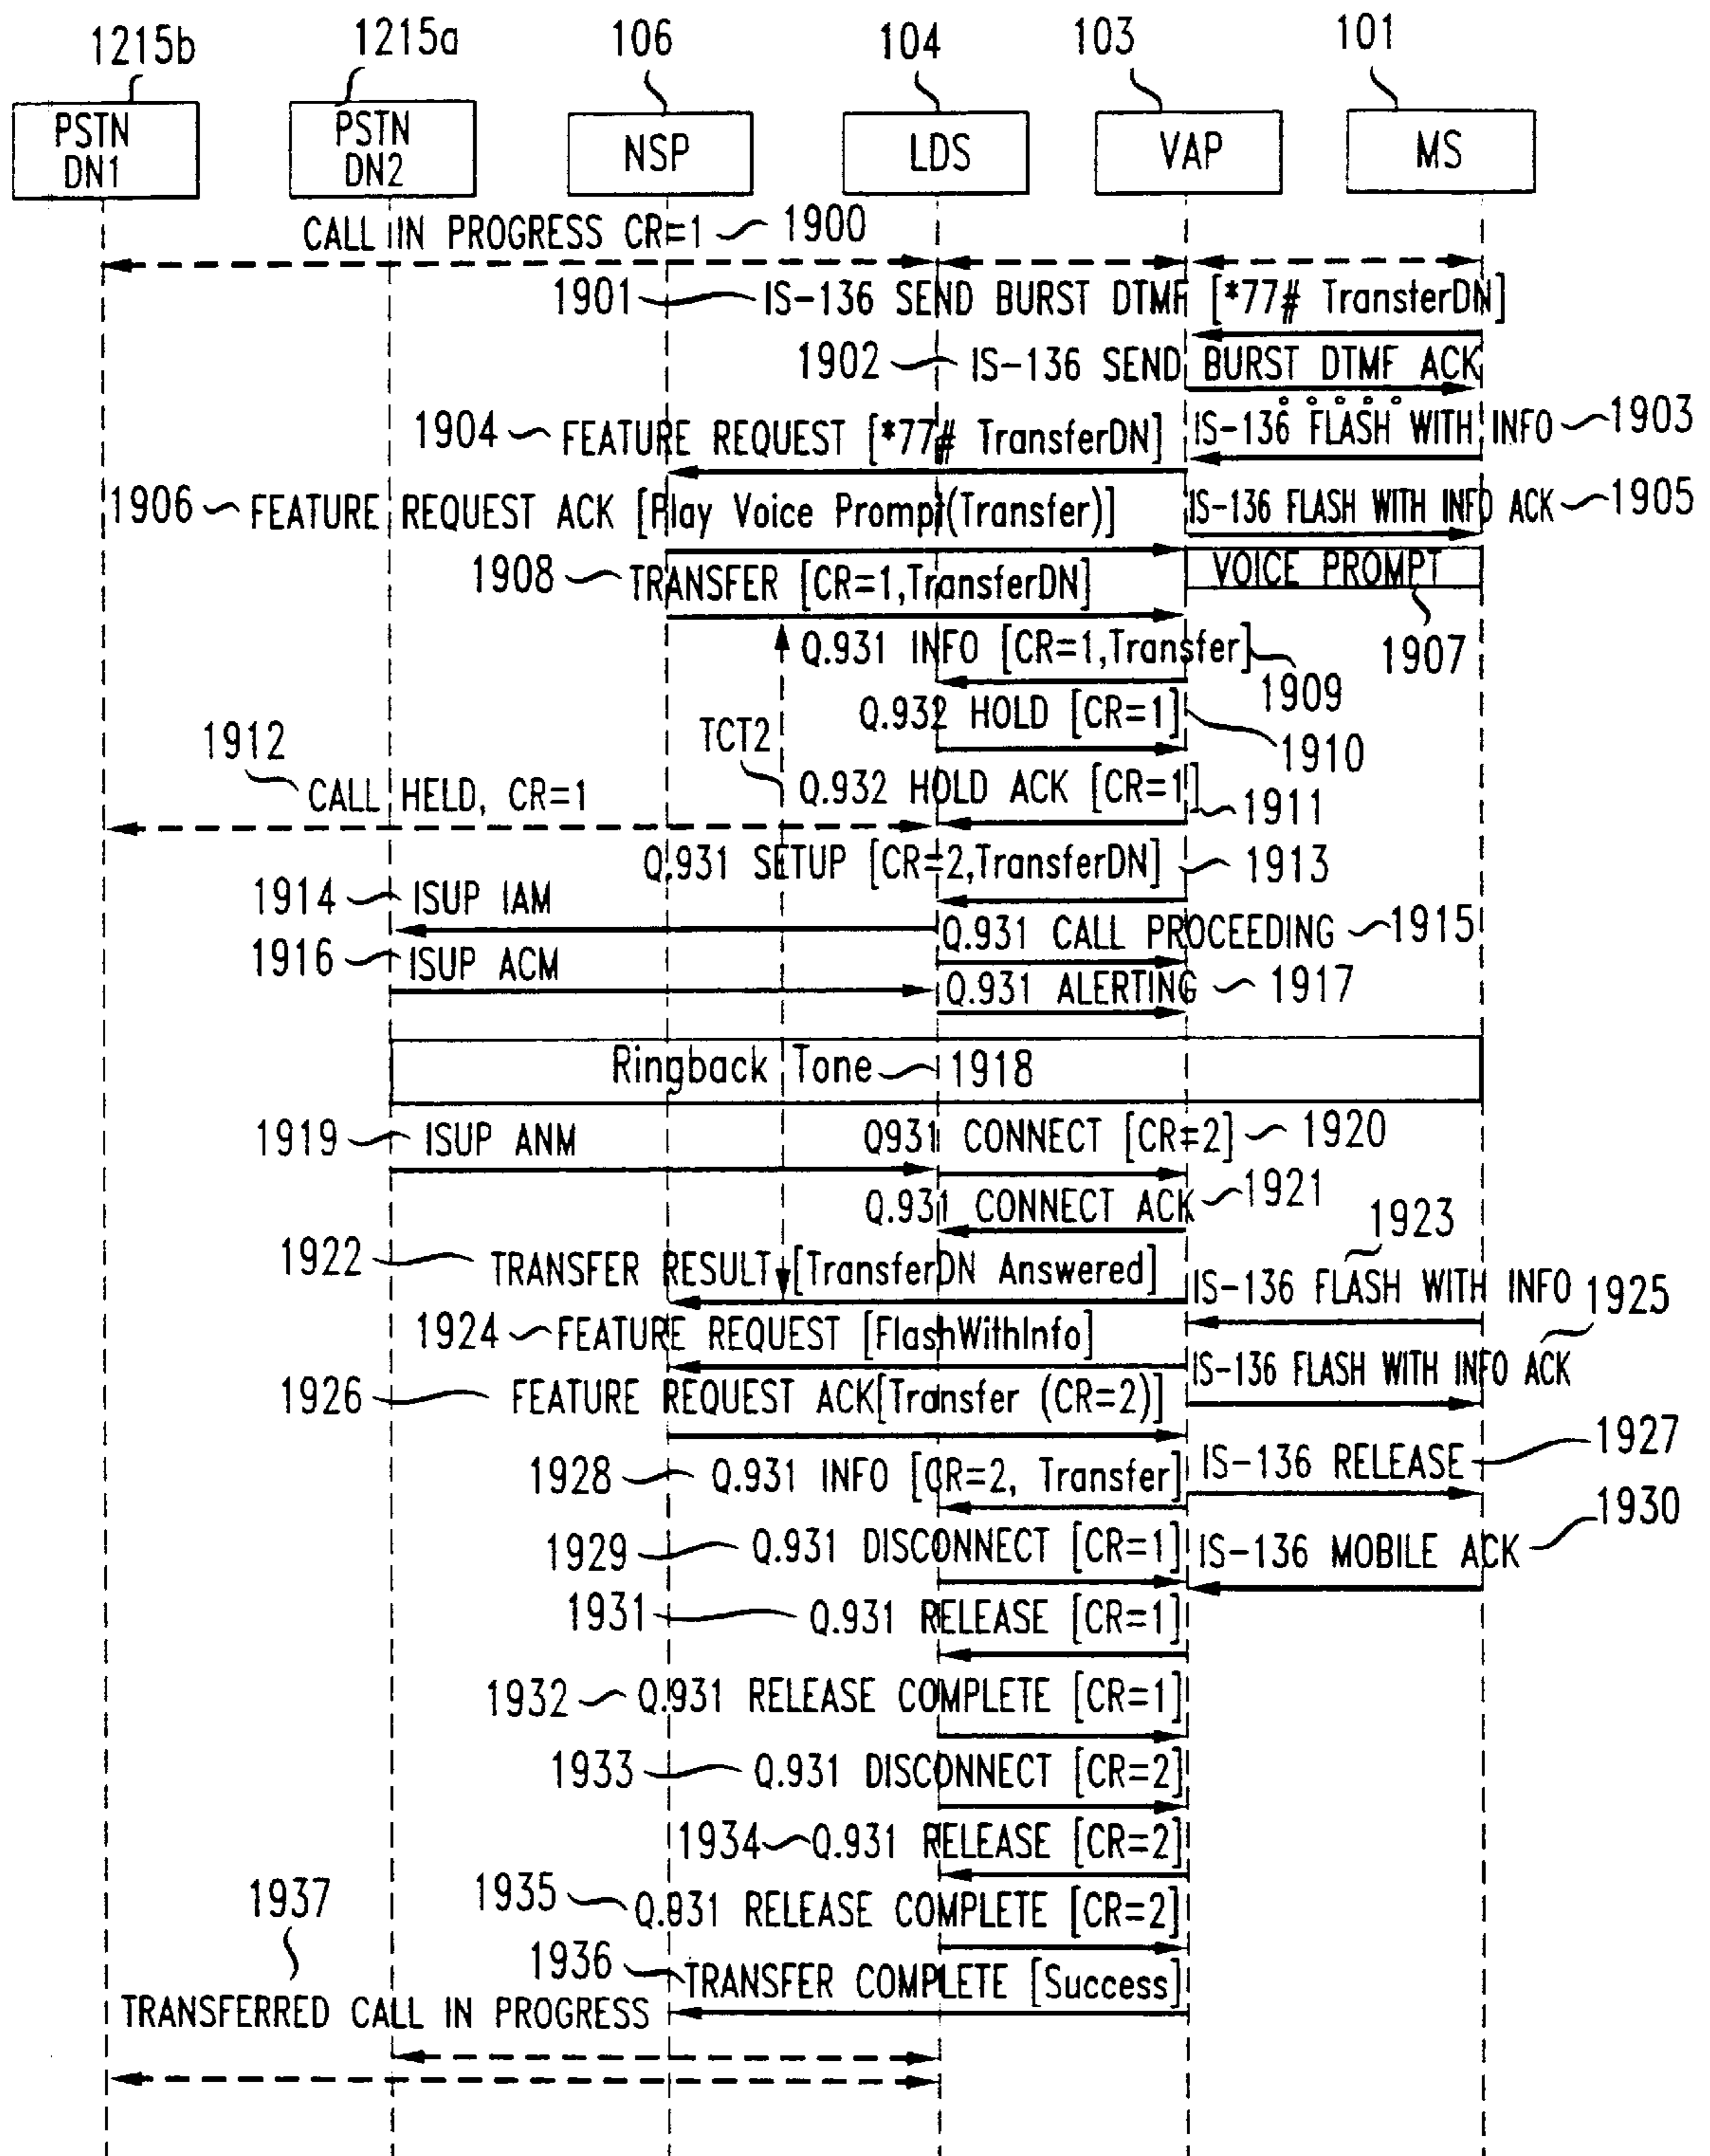 1215b 1215a 106 104 103 101
PSTN DN1
PSTN DN2
NSP
LDS
VAP
MS
CALL IN PROGRESS CR=1 1900
1901 IS-136 SEND BURST DTMF [*77# TransterDN]
1902 IS-136 SEND BURST DTMF ACK
IS-136 FLASH WITH INFO 1903
1904 FEATURE REQUEST [*77# TransferDN]
IS-136 FLASH WITH INFO ACK 1905
1906 FEATURE REQUEST ACK [Play Voice Prompt(Transfer)]
VOICE PROMPT
1907
1908 TRANSFER [CR=1,TransferDN]
Q.931 INFO [CR=1,Transfer]
1909
Q.932 HOLD [CR=1]
1910
TCT2
Q.932 HOLD ACK [CR=1]
1911
1912
CALL HELD, CR=1
Q.931 SETUP [CR=2,TransferDN] 1913
1914 ISUP IAM
Q.931 CALL PROCEEDING 1915
1916 ISUP ACM
Q.931 ALERTING 1917
Ringback Tone 1918
1919 ISUP ANM
Q931 CONNECT [CR=2] 1920
Q.931 CONNECT ACK 1921
1922 TRANSFER RESULT [TransferDN Answered]
1923
IS-136 FLASH WITH INFO
1924 FEATURE REQUEST [FlashWithInfo]
1925
IS-136 FLASH WITH INFO ACK
1926 FEATURE REQUEST ACK[Transfer (CR=2)]
1927
IS-136 RELEASE
1928 Q.931 INFO [CR=2, Transfer]
1929 Q.931 DISCONNECT [CR=1]
1930
IS-136 MOBILE ACK
1931 Q.931 RELEASE [CR=1]
1932 Q.931 RELEASE COMPLETE [CR=1]
1933 Q.931 DISCONNECT [CR=2]
1934 Q.931 RELEASE [CR=2]
1935 Q.931 RELEASE COMPLETE [CR=2]
1936 TRANSFER COMPLETE [Success]
1937
TRANSFERRED CALL IN PROGRESS